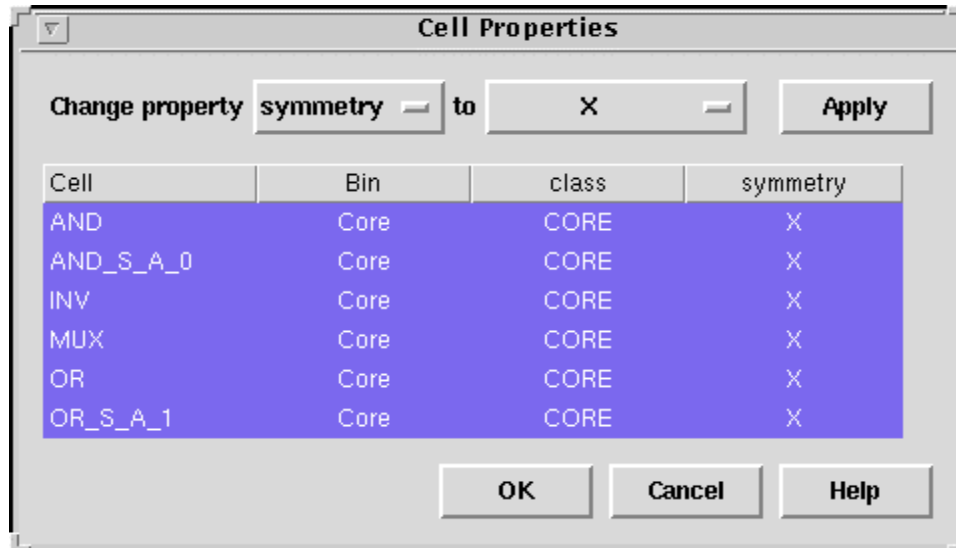 Cell Properties
Change property symmetry to X Apply
Cell Bin class symmetry
AND Core CORE X
AND_S_A_0 Core CORE X
INV Core CORE X
MUX Core CORE X
OR Core CORE X
OR_S_A_1 Core CORE X
OK Cancel Help